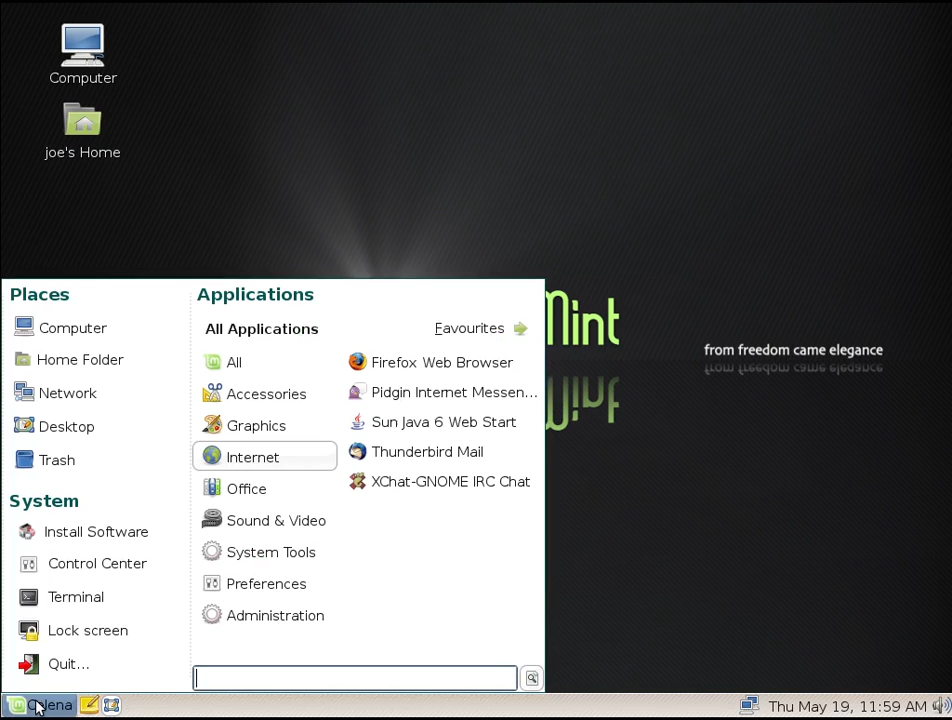 Computer
joe's Home
Mint
from freedom came elegance
Places
Computer
Home Folder
Network
Desktop
Trash
System
Install Software
Control Center
Terminal
Lock screen
Quit...
Applications
All Applications
Favourites
All
Accessories
Graphics
Internet
Office
Sound & Video
System Tools
Preferences
Administration
Firefox Web Browser
Pidgin Internet Messen...
Sun Java 6 Web Start
Thunderbird Mail
XChat-GNOME IRC Chat
Thu May 19, 11:59 AM